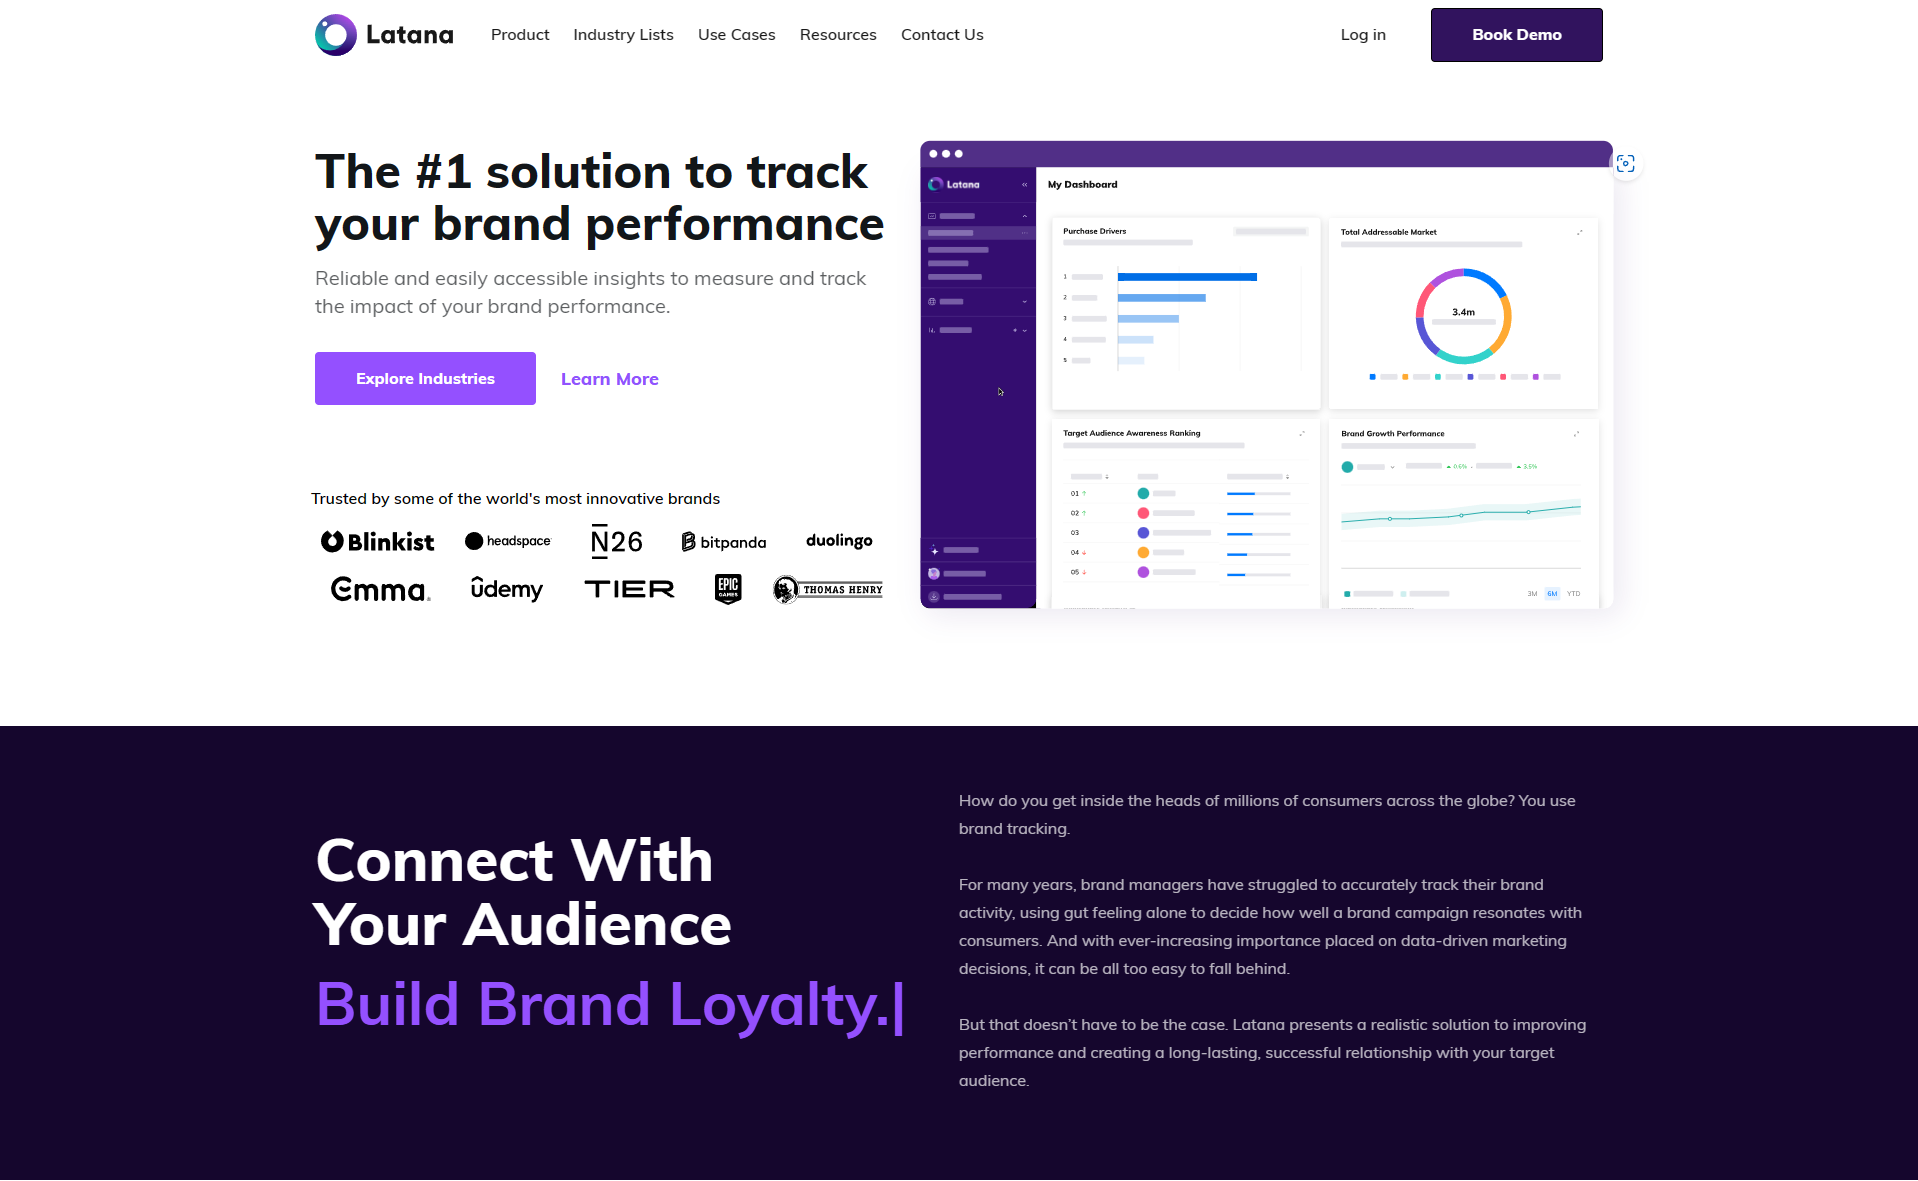 Latana
Product
Industry Lists
Use Cases
Resources
Contact Us
Log in
Book Demo
The #1 solution to track
your brand performance
Reliable and easily accessible insights to measure and track
the impact of your brand performance.
Explore Industries
Learn More
Trusted by some of the world's most innovative brands
Blinkist
headspace
N26
bitpanda
duolingo
emma.
ûdemy
TIER
EPIC
GAMES
THOMAS HENRY
Latana
My Dashboard
Purchase Drivers
1
2
3
4
5
Total Addressable Market
3.4m
Target Audience Awareness Ranking
01
02
03
04
05
Brand Growth Performance
0.6%
3.5%
3M
6M
YTD
Connect With
Your Audience
Build Brand Loyalty.|
How do you get inside the heads of millions of consumers across the globe? You use
brand tracking.
For many years, brand managers have struggled to accurately track their brand
activity, using gut feeling alone to decide how well a brand campaign resonates with
consumers. And with ever-increasing importance placed on data-driven marketing
decisions, it can be all too easy to fall behind.
But that doesn’t have to be the case. Latana presents a realistic solution to improving
performance and creating a long-lasting, successful relationship with your target
audience.